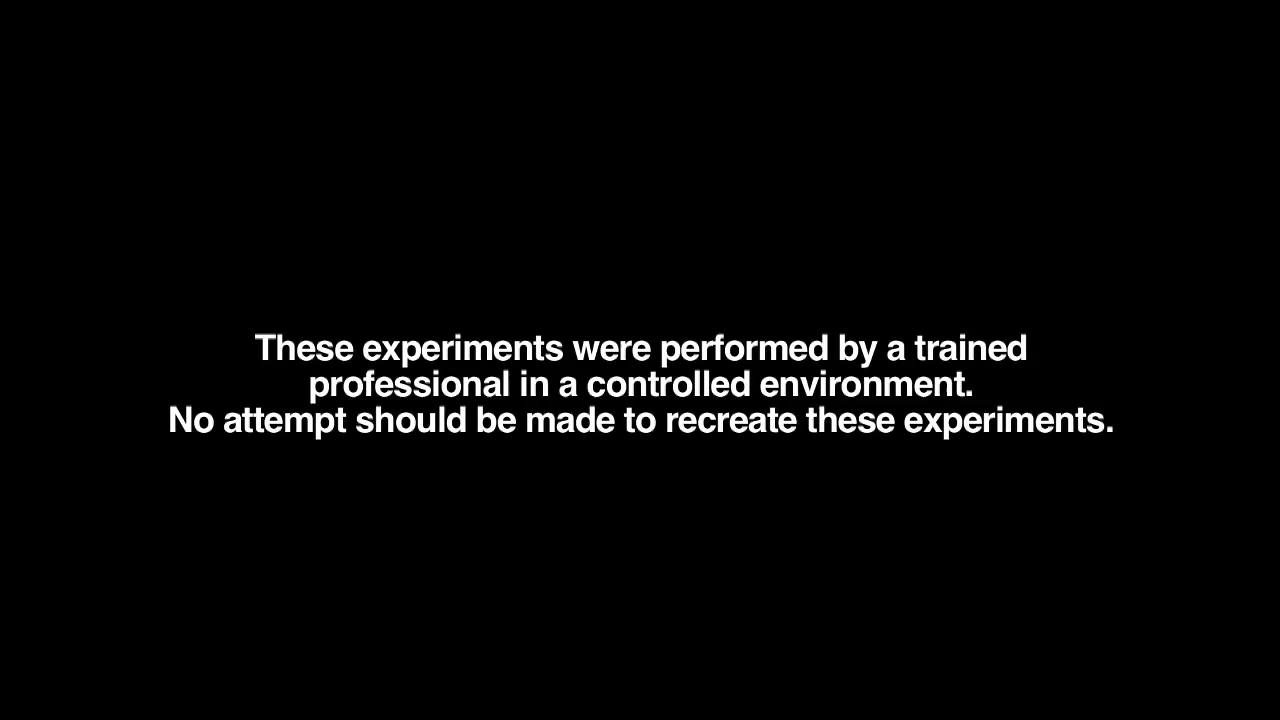 These experiments were performed by a trained
professional in a controlled environment.
No attempt should be made to recreate these experiments.